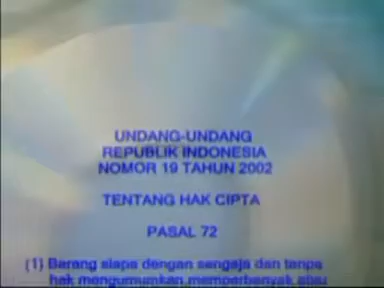 UNDANG-UNDANG
REPUBLIK INDONESIA
NOMOR 19 TAHUN 2002
TENTANG HAK CIPTA
PASAL 72
(1) Barang siapa dengan sengaja dan tanpa
hak mengumumkan memperbanyak atau